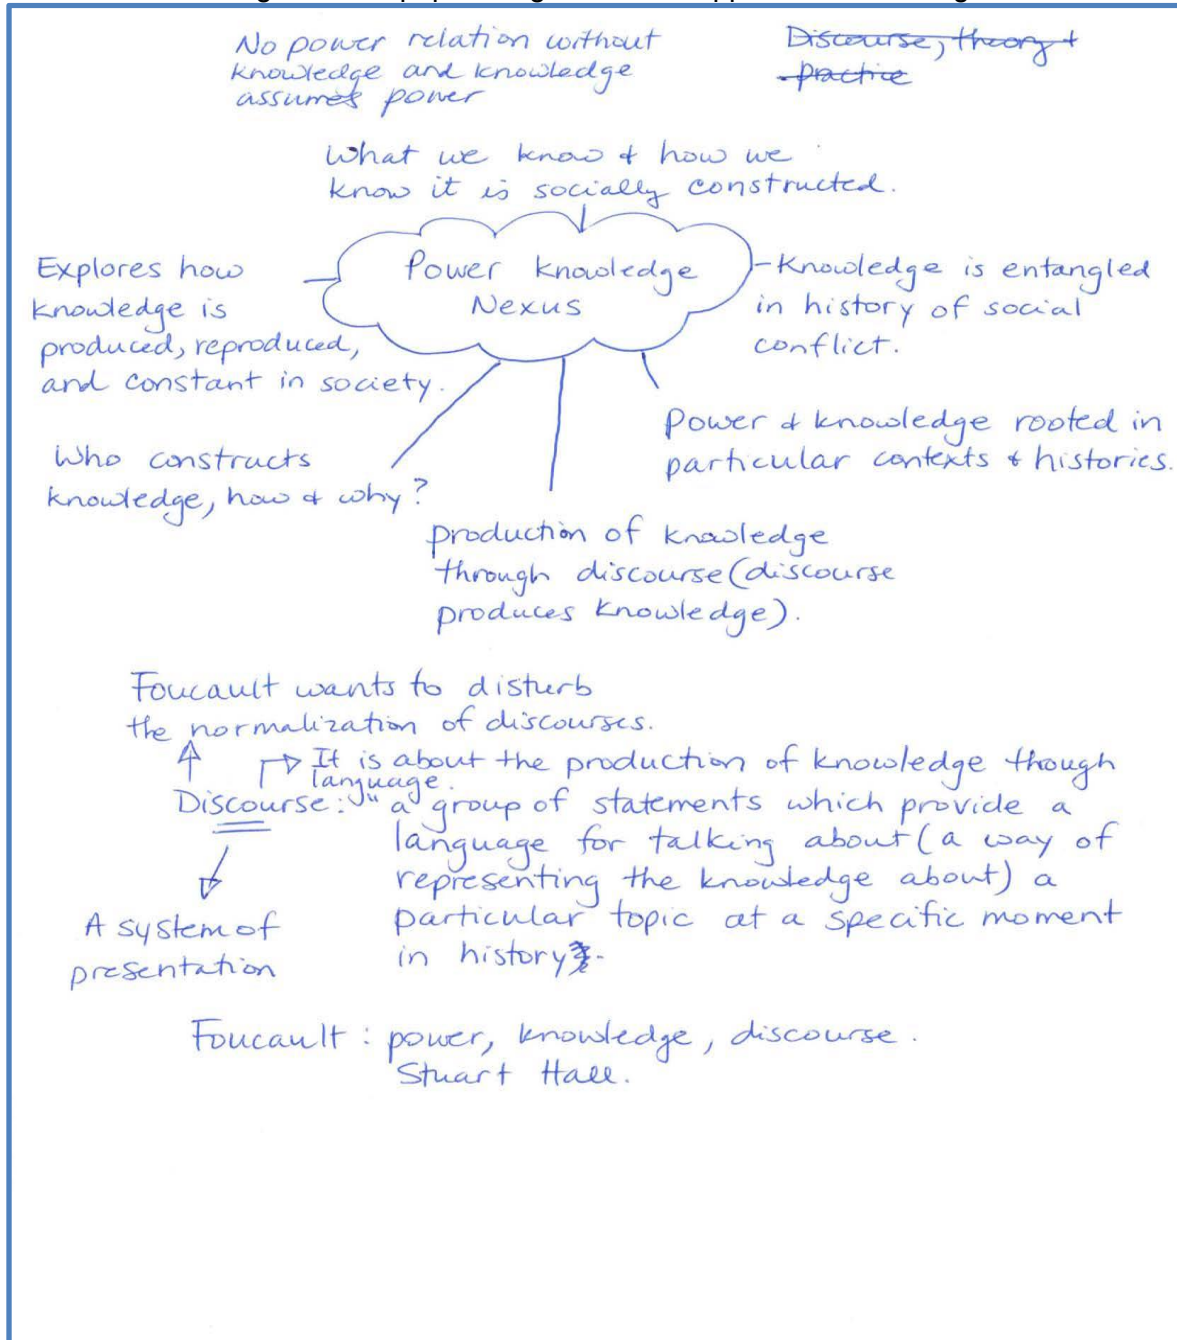 No power relation without
knowledge and knowledge
assumes power
Discourse, theory +
practice
What we know & how we
know it is socially constructed.
Power knowledge
Nexus
Explores how
knowledge is
produced, reproduced,
and constant in society.
- Knowledge is entangled
in history of social
conflict.
Who constructs
knowledge, how & why?
Power & knowledge rooted in
particular contexts & histories.
production of knowledge
through discourse (discourse
produces knowledge).
Foucault wants to disturb
the normalization of discourses.
It is about the production of knowledge though
language.
Discourse: "a group of statements which provide a
language for talking about (a way of
representing the knowledge about) a
particular topic at a specific moment
in history
A system of
presentation
Foucault: power, knowledge, discourse.
Stuart Hall.